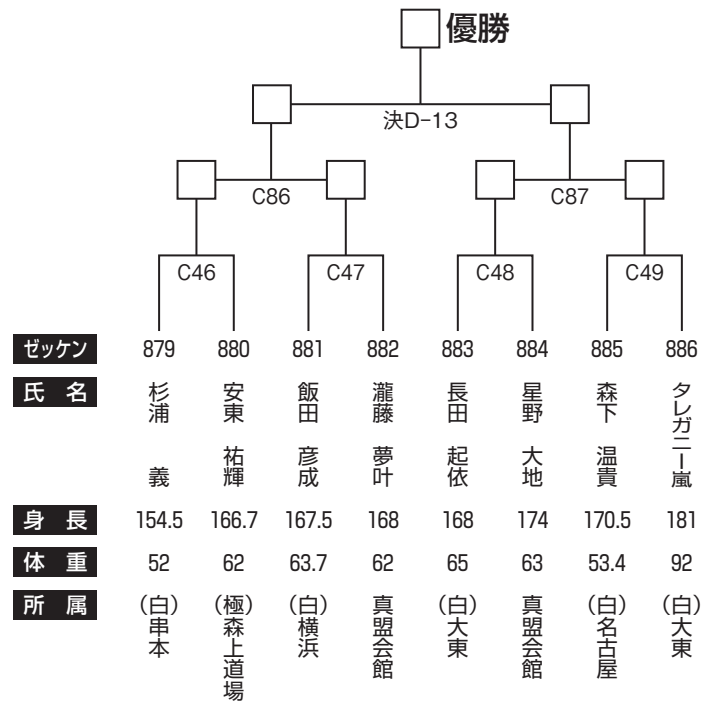 優勝
決D-13
C86 C87
C46 C47 C48 C49
ゼッケン 879 880 881 882 883 884 885 886
氏 名 杉浦 義 安東 祐輝 飯田 彦成 瀧藤 夢叶 長田 起依 星野 大地 森下 温貴 タレガニー嵐
身 長 154.5 166.7 167.5 168 168 174 170.5 181
体 重 52 62 63.7 62 65 63 53.4 92
所 属 (白)串本 (極)森上道場 (白)横浜 真盟会館 (白)大東 真盟会館 (白)名古屋 (白)大東